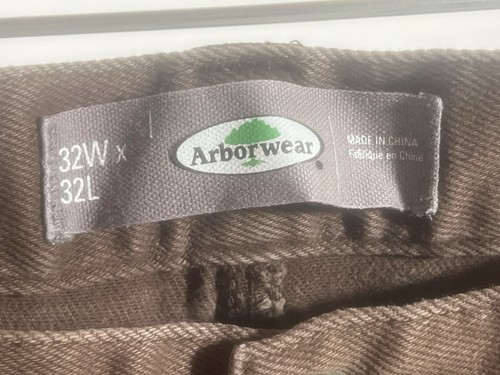 32W x
32L
Arborwear
MADE IN CHINA
Fabriqué en Chine